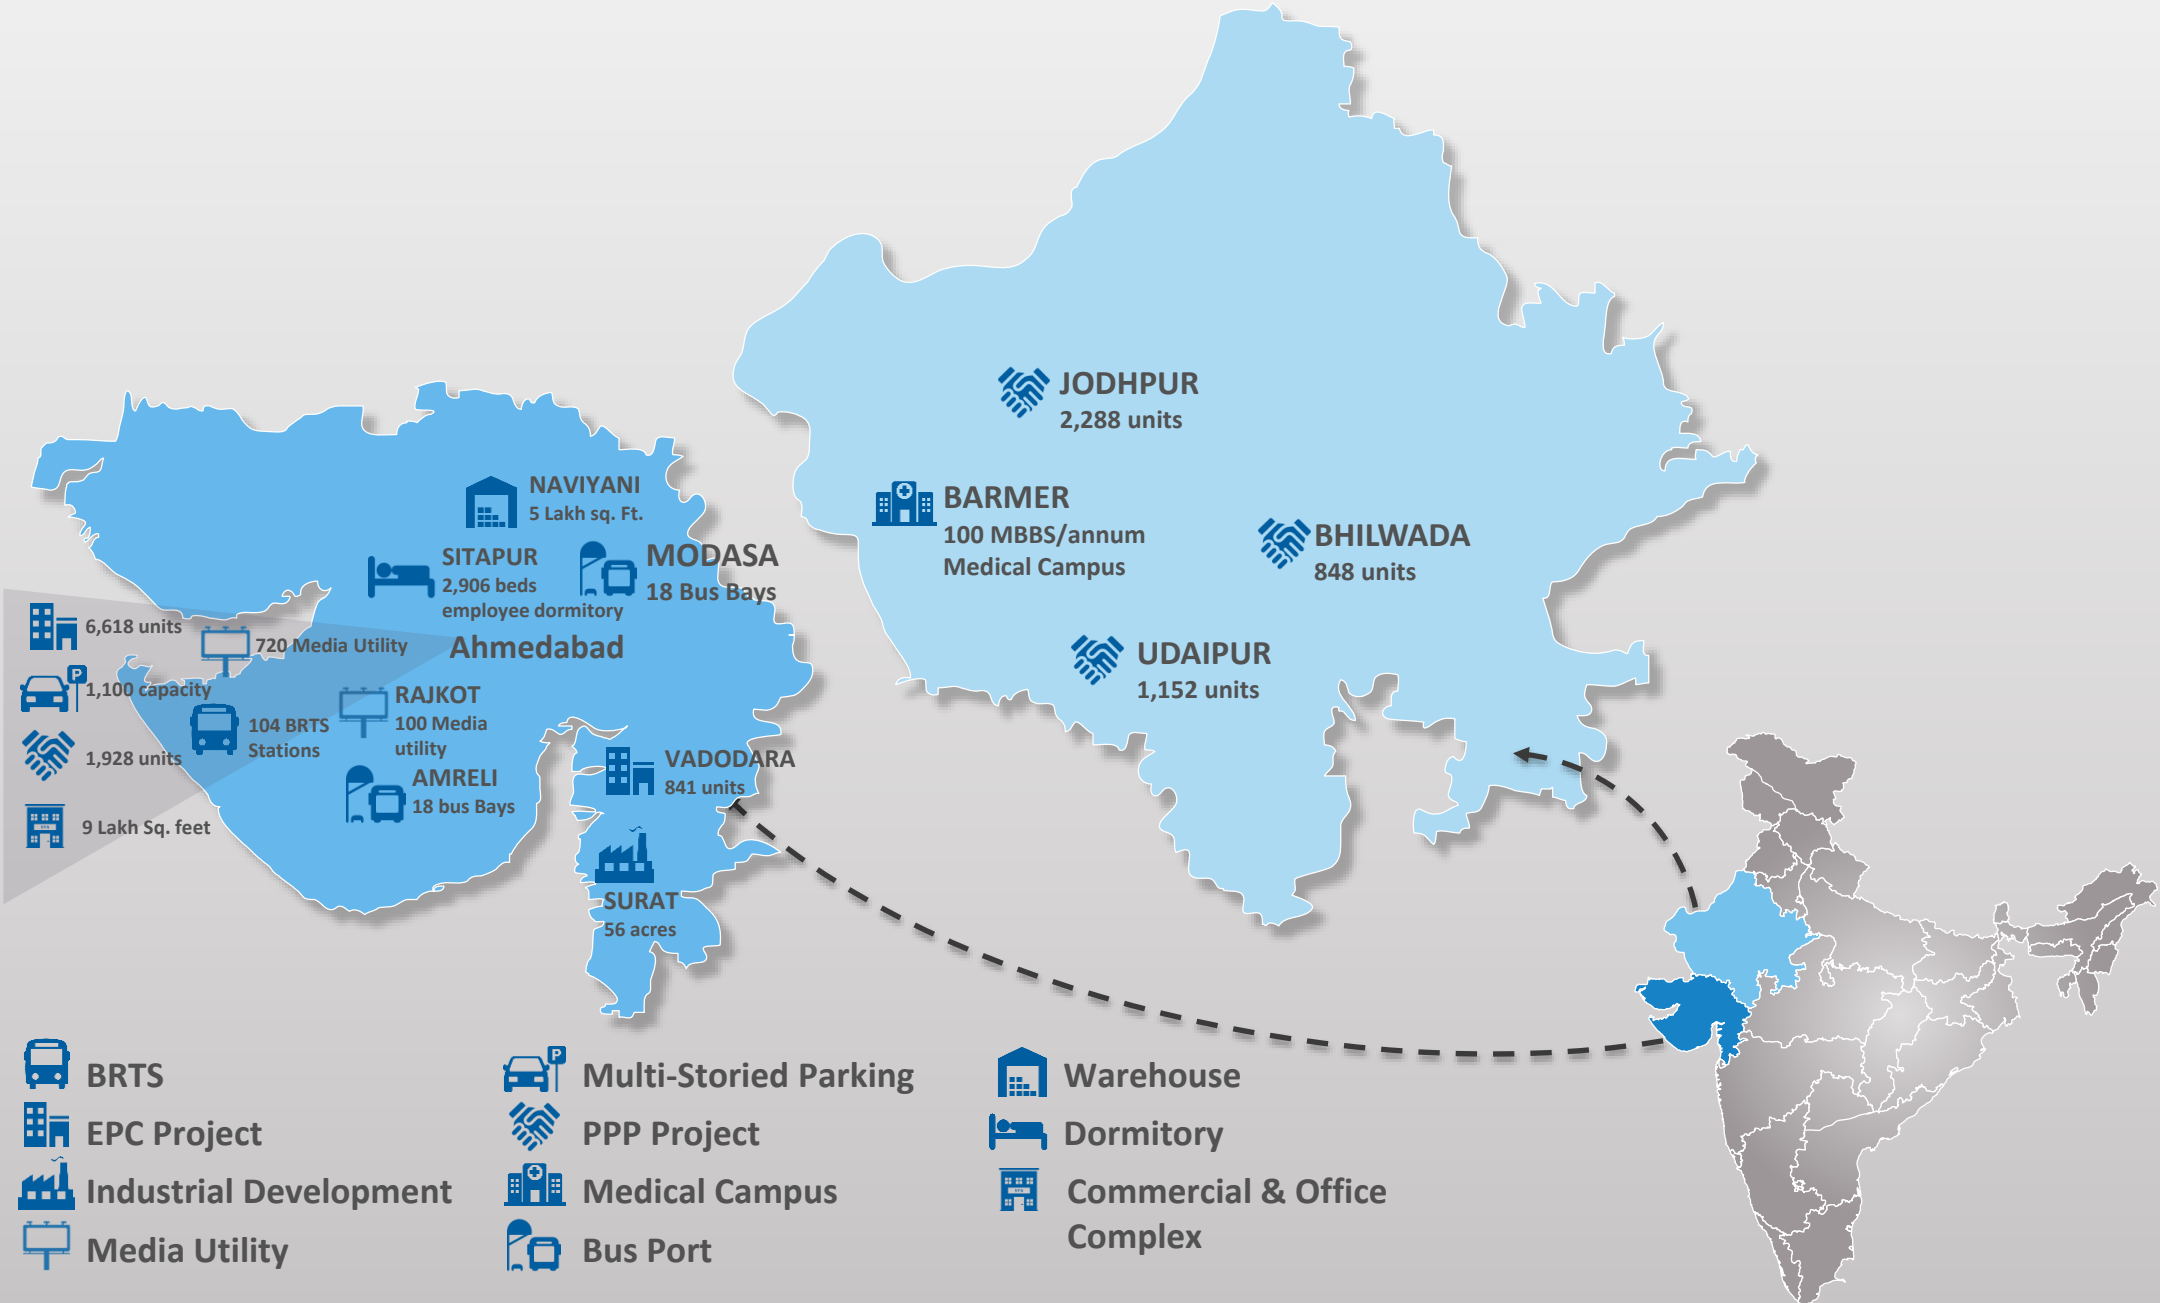 JODHPUR
2,288 units
BARMER
100 MBBS/annum
Medical Campus
BHILWADA
848 units
UDAIPUR
1,152 units
NAVIYANI
5 Lakh sq. Ft.
SITAPUR
2,906 beds
employee dormitory
MODASA
18 Bus Bays
Ahmedabad
6,618 units
720 Media Utility
P
1,100 capacity
104 BRTS
Stations
1,928 units
9 Lakh Sq. feet
RAJKOT
100 Media
utility
AMRELI
18 bus Bays
VADODARA
841 units
SURAT
56 acres
BRTS
EPC Project
Industrial Development
Media Utility
P
Multi-Storied Parking
PPP Project
Medical Campus
Bus Port
Warehouse
Dormitory
Commercial & Office
Complex